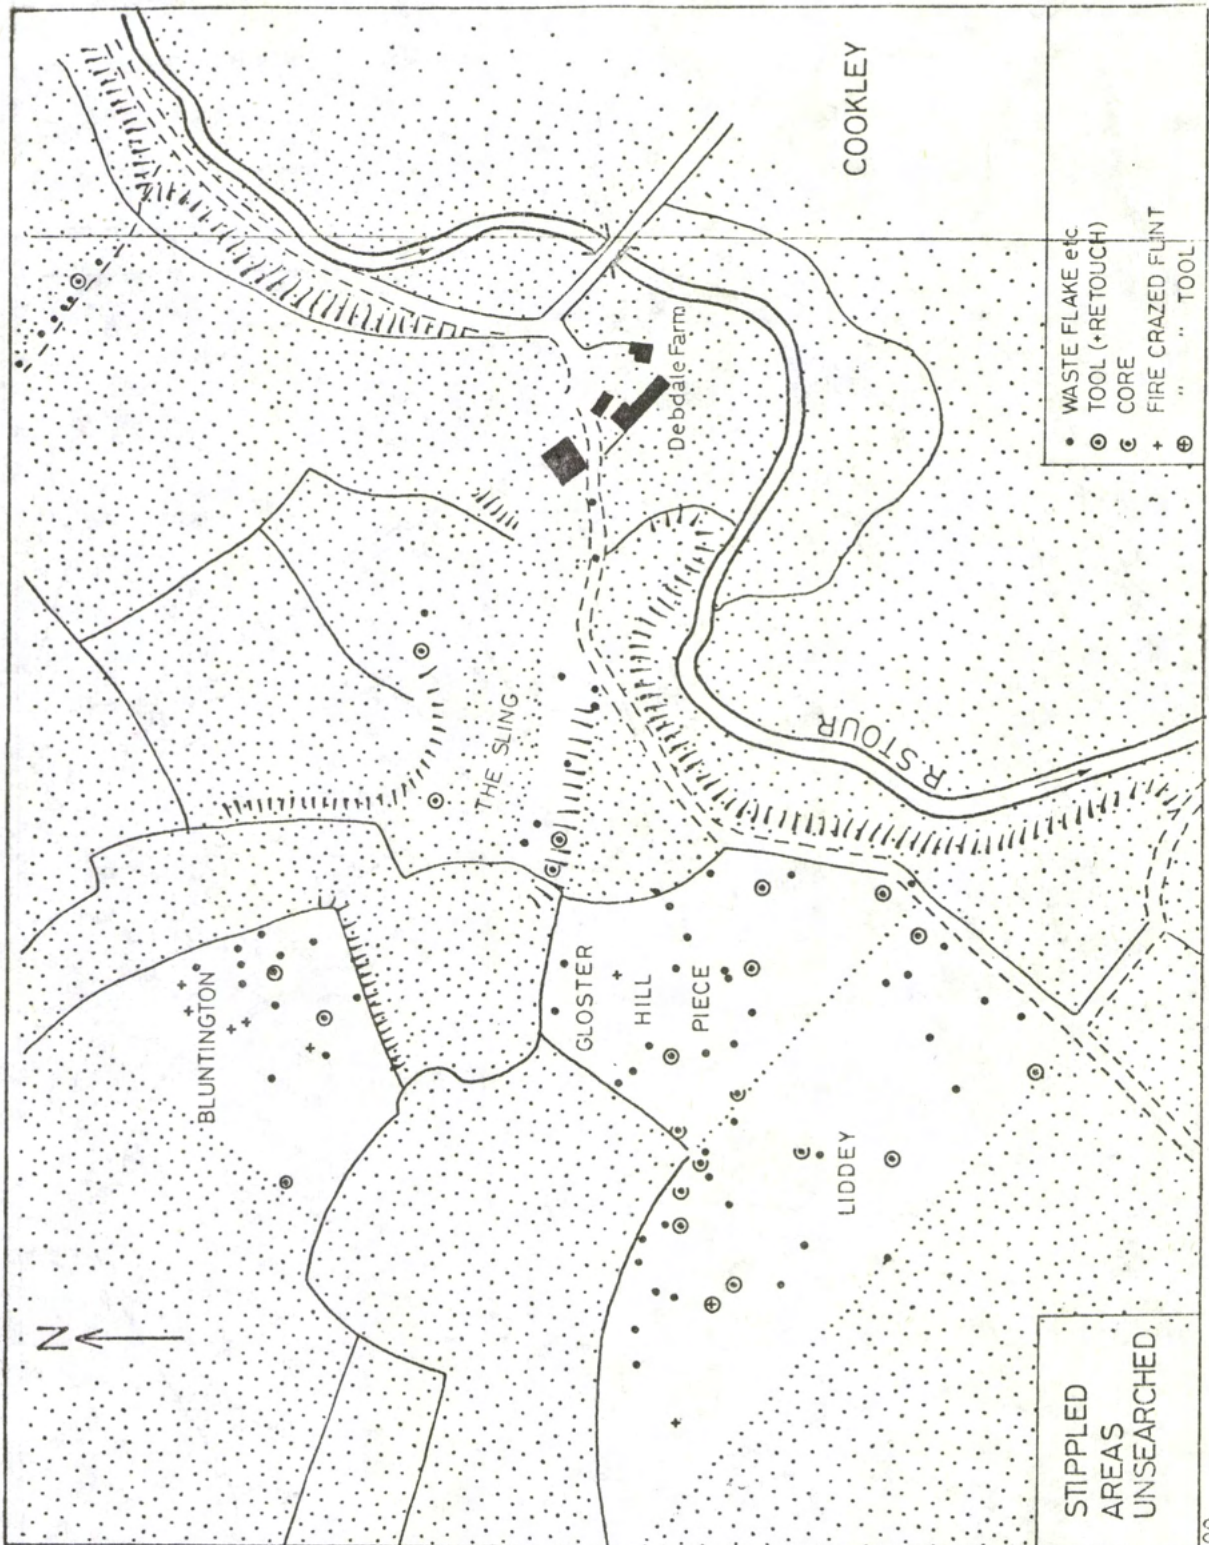 N
BLUNTINGTON
THE SLING
GLOSTER
HILL
PIECE
LIDDEY
R STOUR
Debdale Farm
COOKLEY
STIPPLED
AREAS
UNSEARCHED
WASTE FLAKE etc.
TOOL (+RETOUCH)
CORE
FIRE CRAZED FLINT
" " TOOL